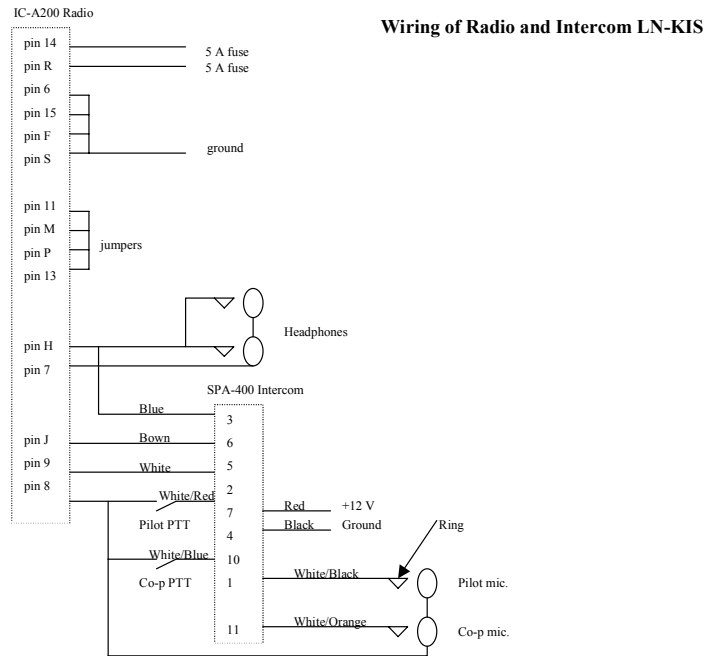 IC-A200 Radio
Wiring of Radio and Intercom LN-KIS
pin 14
5 A fuse
pin R
5 A fuse
pin 6
pin 15
pin F
pin S
ground
pin 11
pin M
pin P
jumpers
pin 13
Headphones
pin H
pin 7
SPA-400 Intercom
Blue
3
pin J
Bown
6
pin 9
White
5
pin 8
White/Red
2
Red
+12 V
7
Pilot PTT
Black
Ground
Ring
4
White/Blue
10
Co-p PTT
1
White/Black
Pilot mic.
White/Orange
11
Co-p mic.